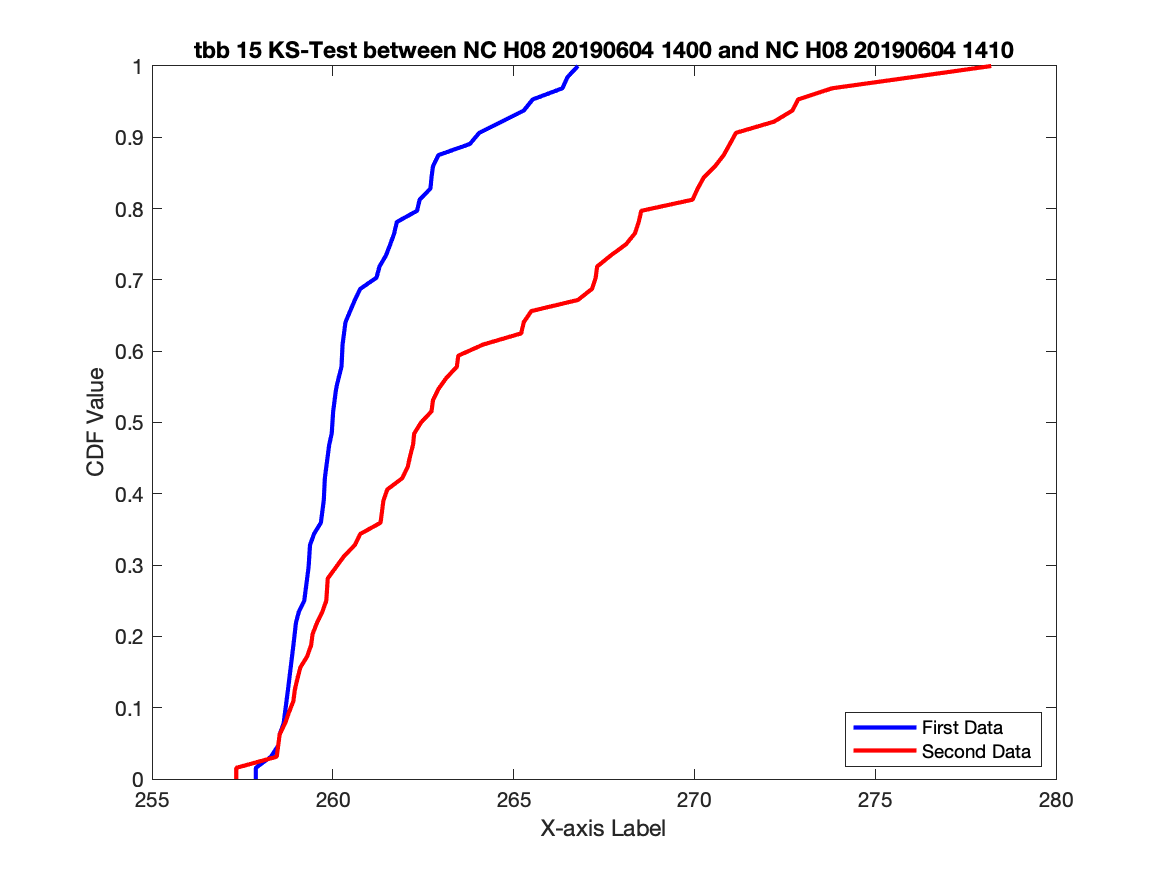 tbb 15 KS-Test between NC H08 20190604 1400 and NC H08 20190604 1410
1
0.9
0.8
0.7
0.6
0.5
0.4
0.3
0.2
0.1
0
CDF Value
First Data
Second Data
255 260 265 270 275 280
X-axis Label